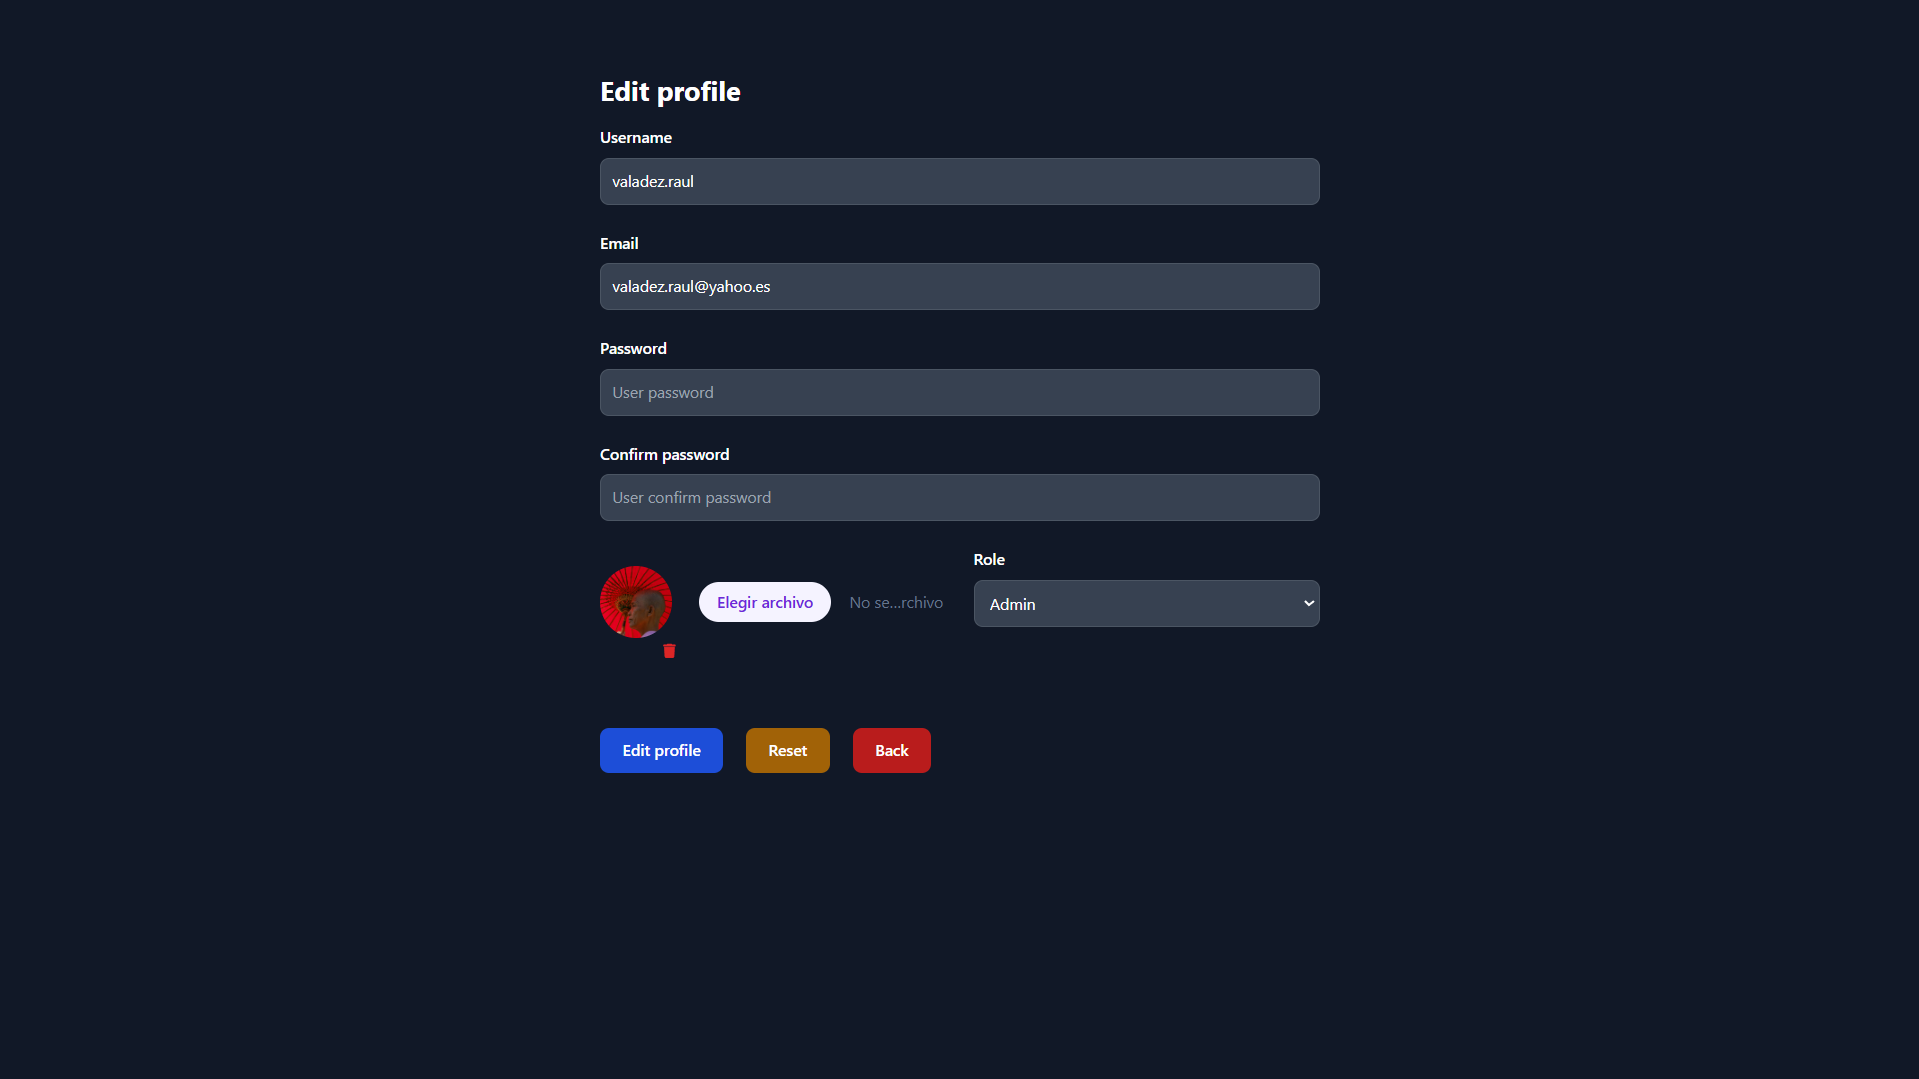 Edit profile
Username
valadez.raul
Email
valadez.raul@yahoo.es
Password
User password
Confirm password
User confirm password
Role
Elegir archivo No se...rchivo
Admin
Edit profile Reset Back